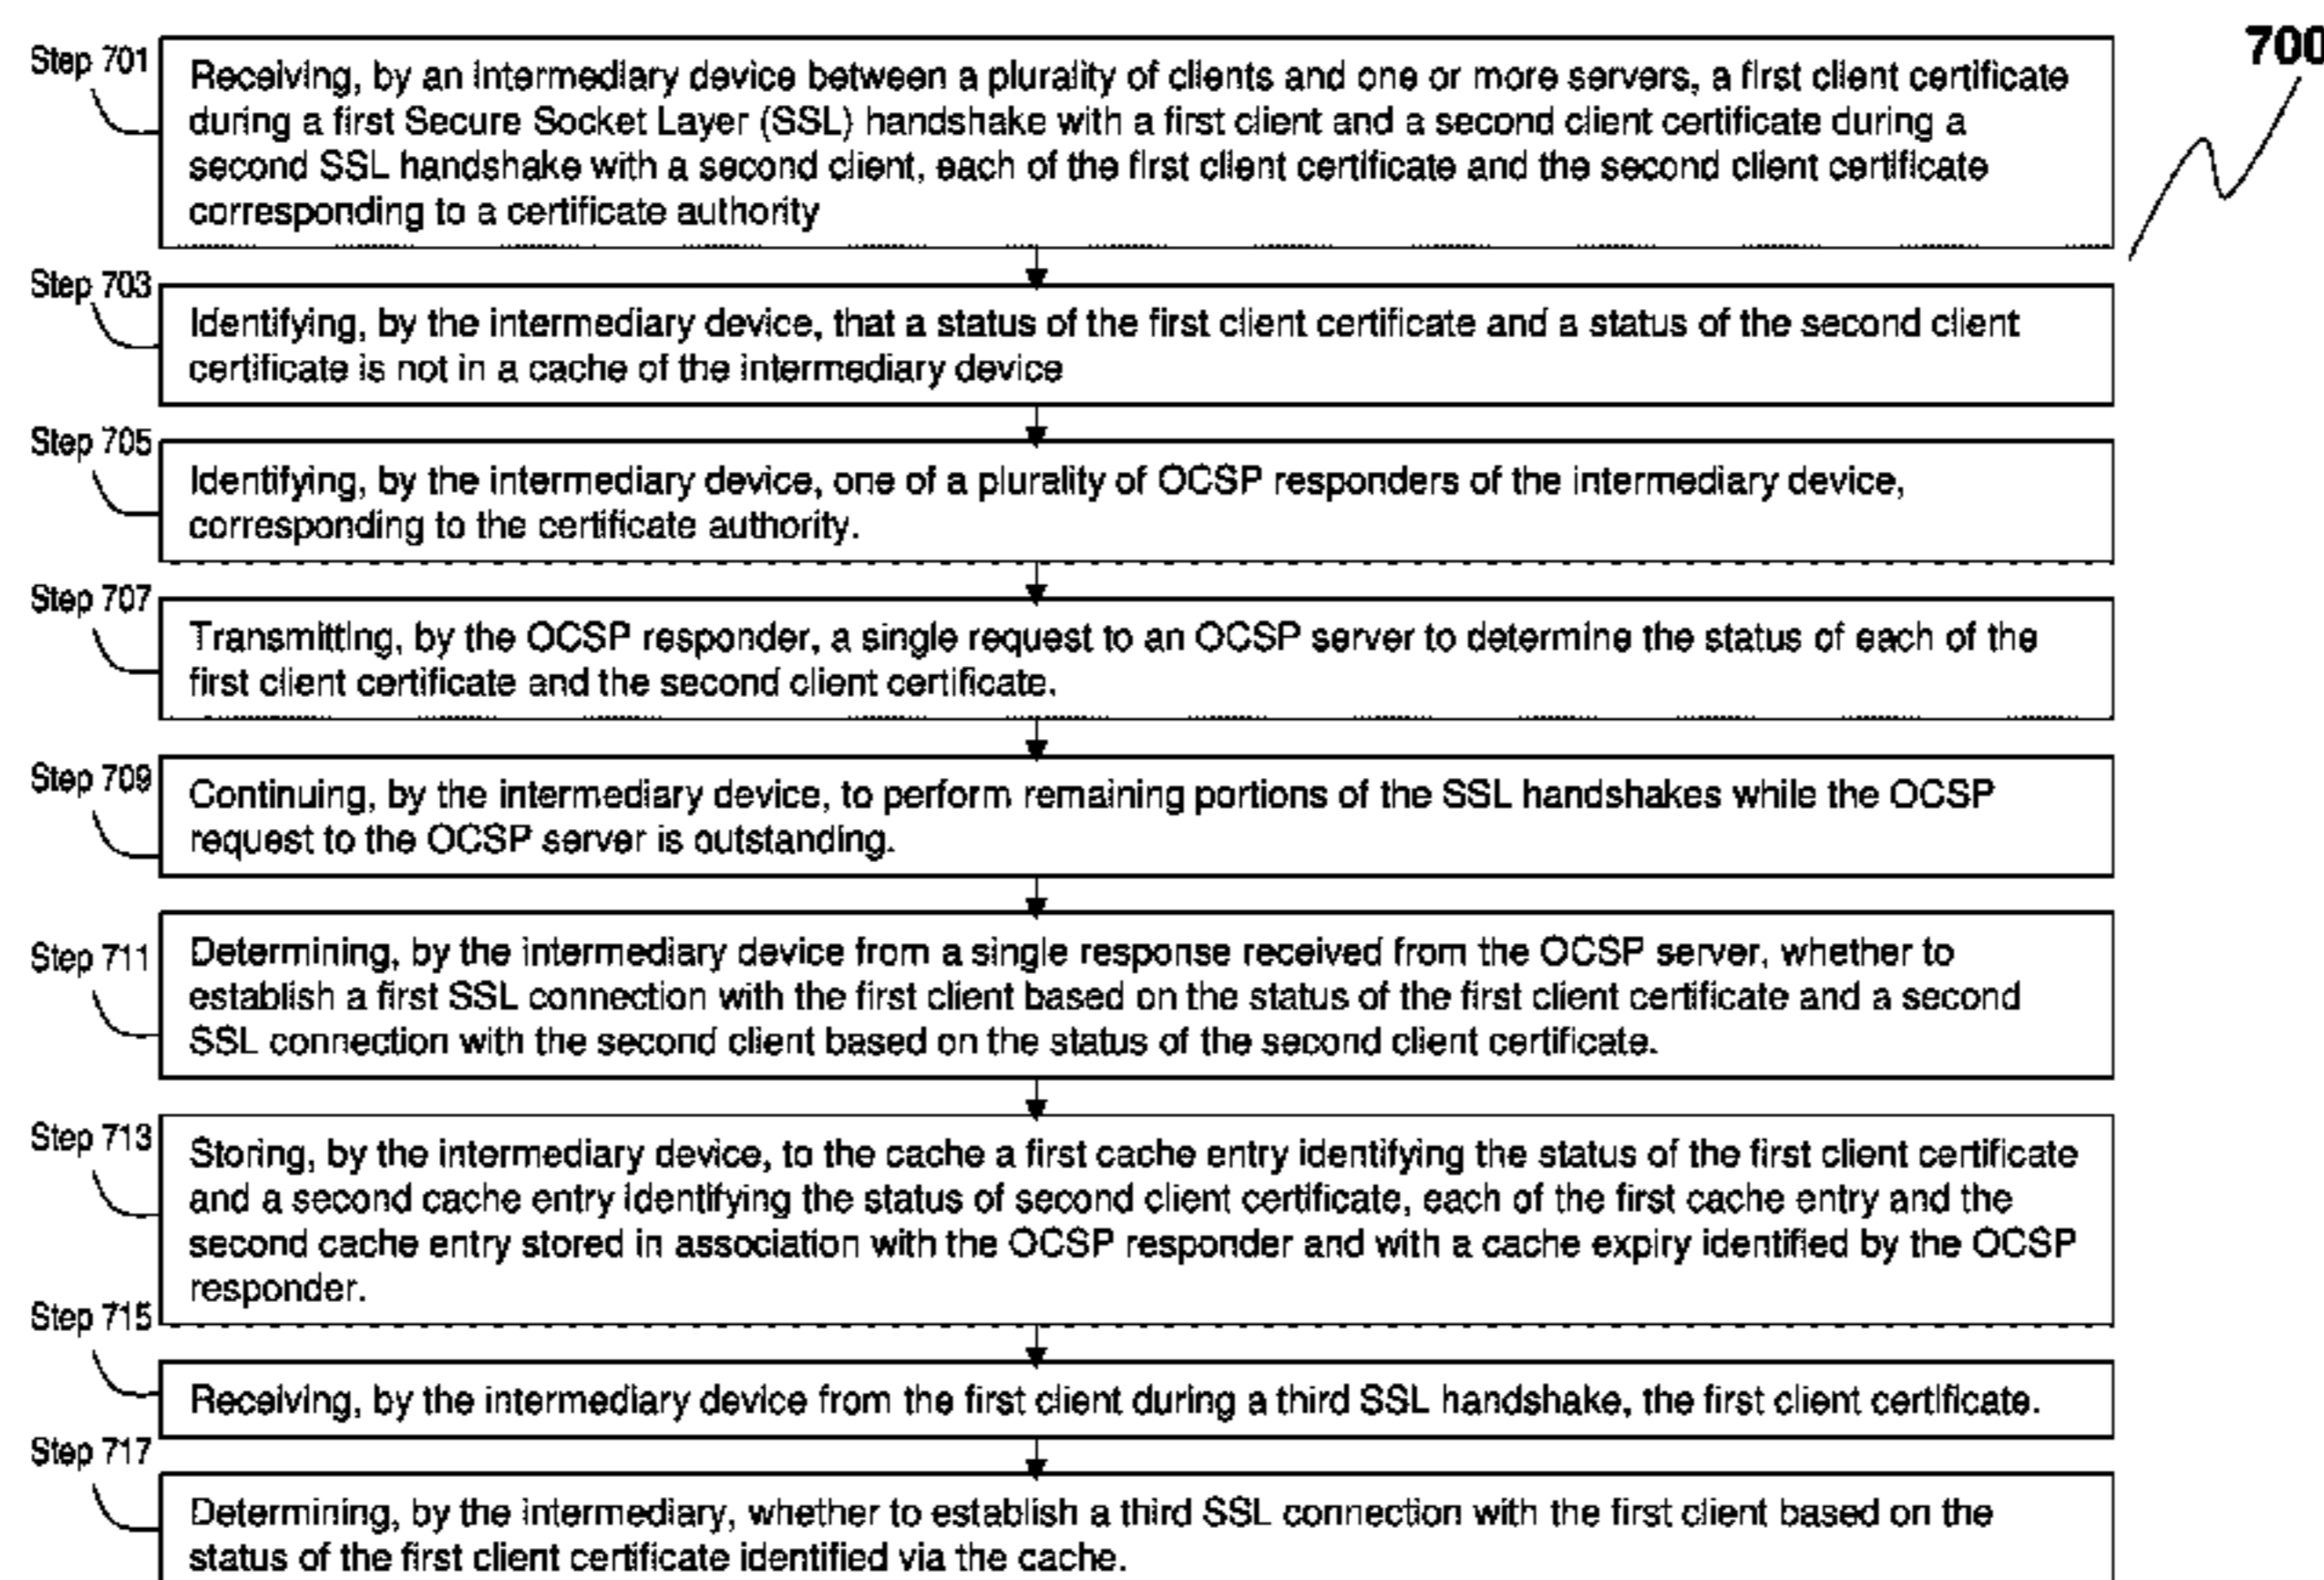 700
Step 701
Receiving, by an intermediary device between a plurality of clients and one or more servers, a first client certificate
during a first Secure Socket Layer (SSL) handshake with a first client and a second client certificate during a
second SSL handshake with a second client, each of the first client certificate and the second client certificate
corresponding to a certificate authority
Step 703
Identifying, by the intermediary device, that a status of the first client certificate and a status of the second client
certificate is not in a cache of the intermediary device
Step 705
Identifying, by the intermediary device, one of a plurality of OCSP responders of the intermediary device,
corresponding to the certificate authority.
Step 707
Transmitting, by the OCSP responder, a single request to an OCSP server to determine the status of each of the
first client certificate and the second client certificate.
Step 709
Continuing, by the intermediary device, to perform remaining portions of the SSL handshakes while the OCSP
request to the OCSP server is outstanding.
Step 711
Determining, by the intermediary device from a single response received from the OCSP server, whether to
establish a first SSL connection with the first client based on the status of the first client certificate and a second
SSL connection with the second client based on the status of the second client certificate.
Step 713
Storing, by the intermediary device, to the cache a first cache entry identifying the status of the first client certificate
and a second cache entry identifying the status of second client certificate, each of the first cache entry and the
second cache entry stored in association with the OCSP responder and with a cache expiry identified by the OCSP
responder.
Step 715
Receiving, by the intermediary device from the first client during a third SSL handshake, the first client certificate.
Step 717
Determining, by the intermediary, whether to establish a third SSL connection with the first client based on the
status of the first client certificate identified via the cache.